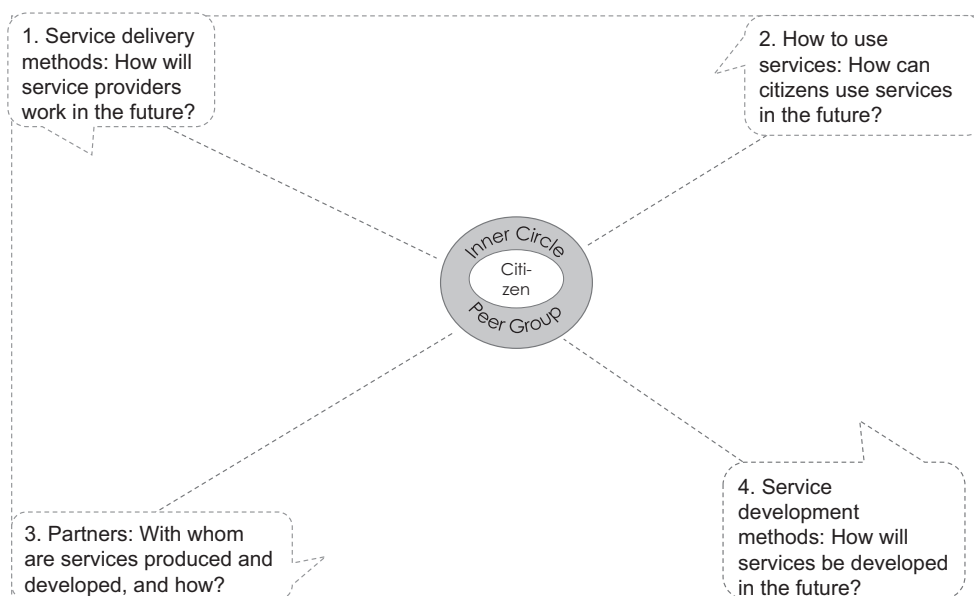 1. Service delivery
methods: How will
service providers
work in the future?
2. How to use
services: How can
citizens use services
in the future?
Inner Circle
Citi-
zen
Peer Group
3. Partners: With whom
are services produced and
developed, and how?
4. Service
development
methods: How will
services be developed
in the future?